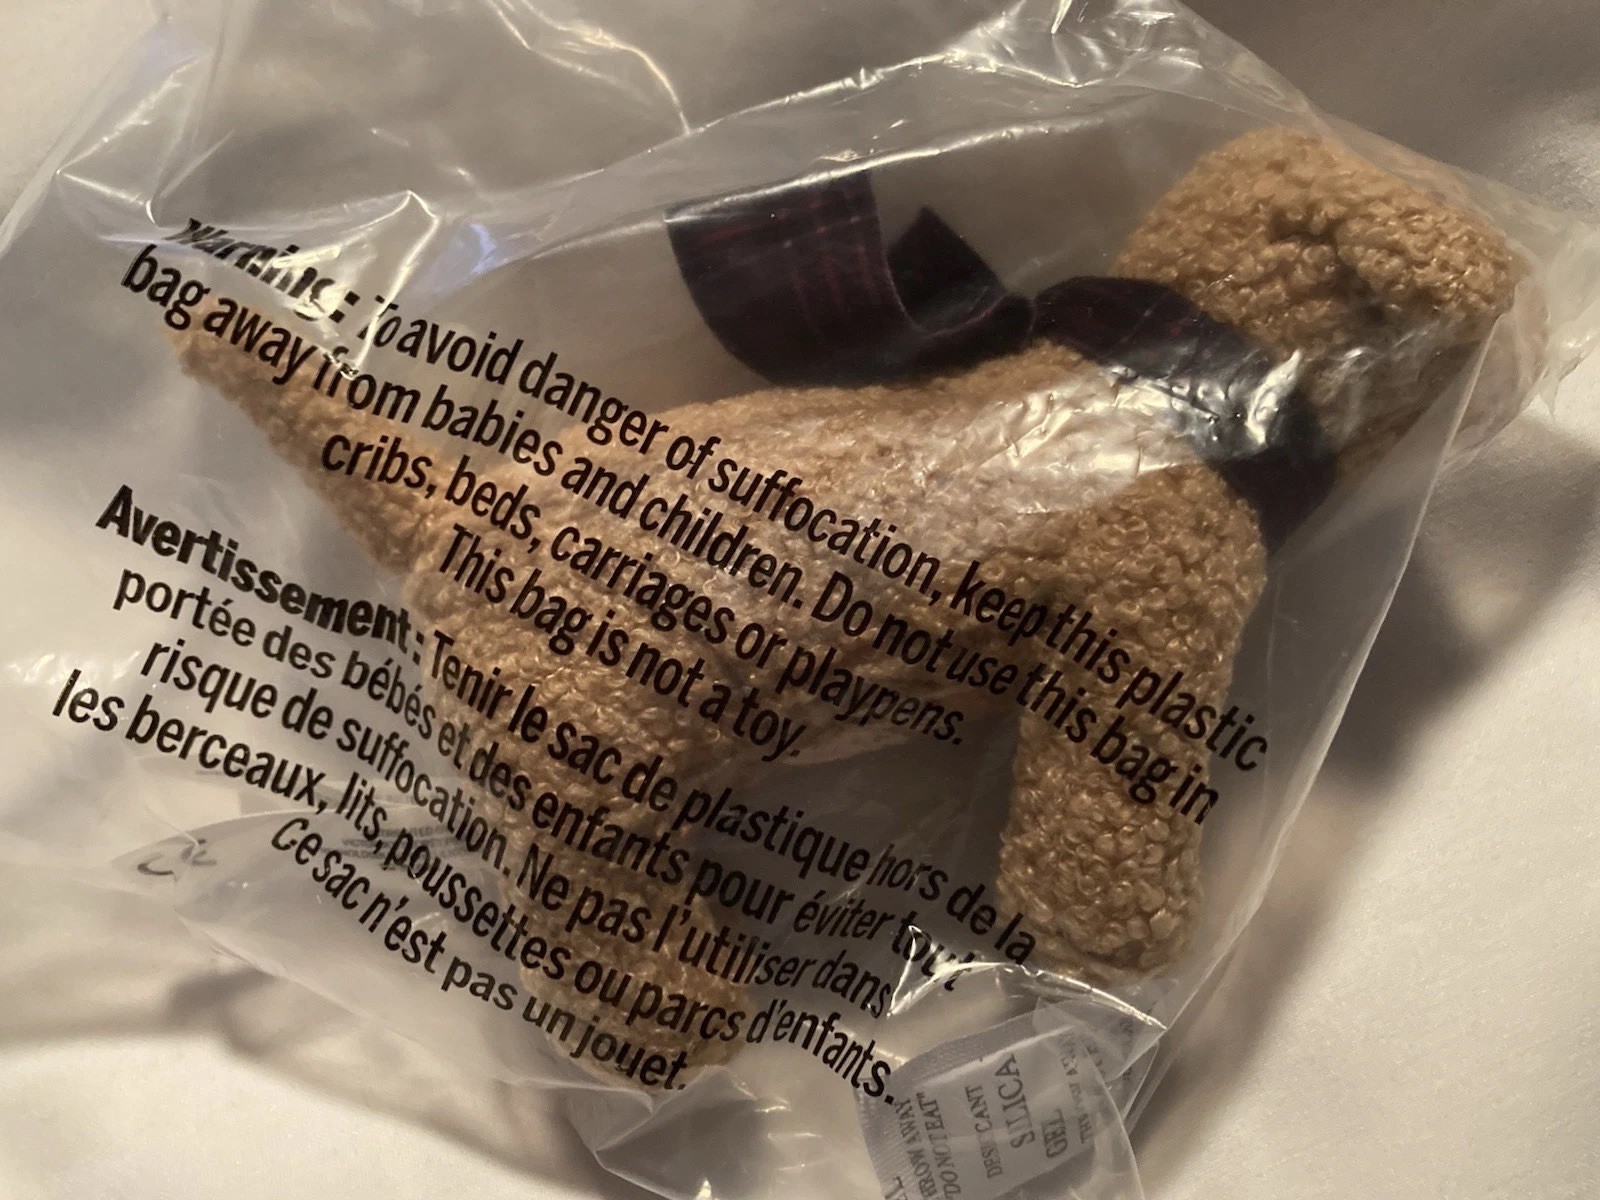 Warning: To avoid danger of suffocation, keep this plastic
bag away from babies and children. Do not use this bag in
cribs, beds, carriages or playpens.
This bag is not a toy.
Avertissement: Tenir le sac de plastique hors de la
portée des bébés et des enfants pour éviter tout
risque de suffocation. Ne pas l'utiliser dans
les berceaux, lits, poussettes ou parcs d'enfants.
Ce sac n'est pas un jouet.
THROW AWAY
"DO NOT EAT"
DESICCANT
SILICA
GEL